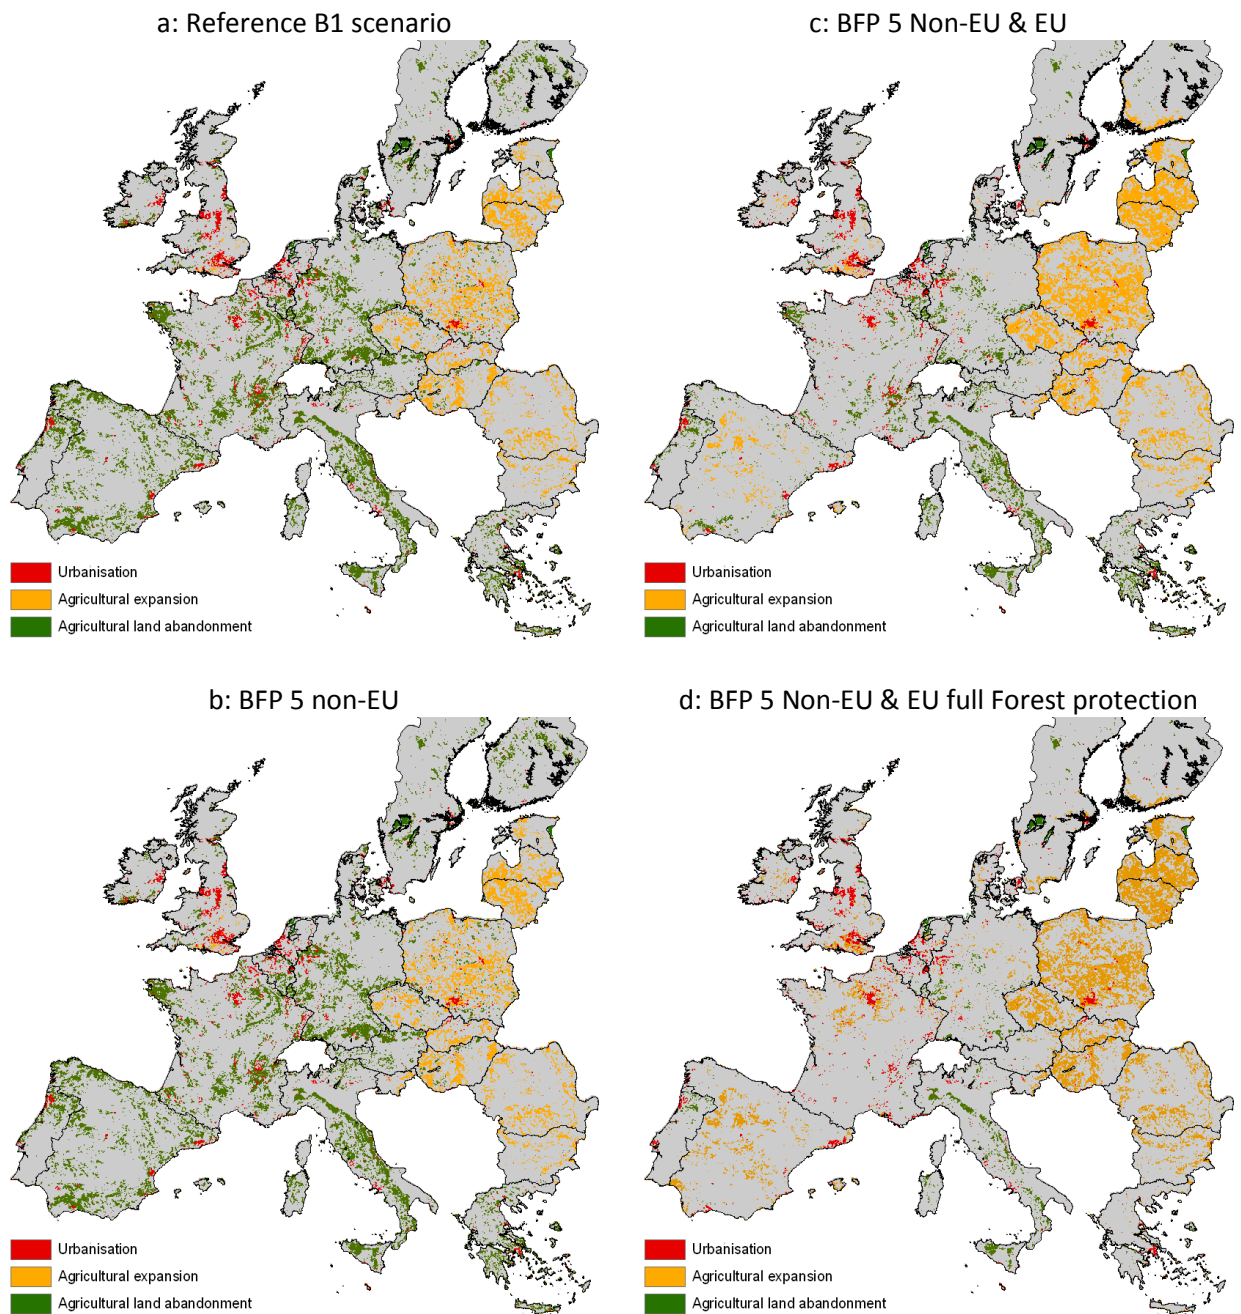 a: Reference B1 scenario
Urbanisation
Agricultural expansion
Agricultural land abandonment
c: BFP 5 Non-EU & EU
Urbanisation
Agricultural expansion
Agricultural land abandonment
b: BFP 5 non-EU
Urbanisation
Agricultural expansion
Agricultural land abandonment
d: BFP 5 Non-EU & EU full Forest protection
Urbanisation
Agricultural expansion
Agricultural land abandonment